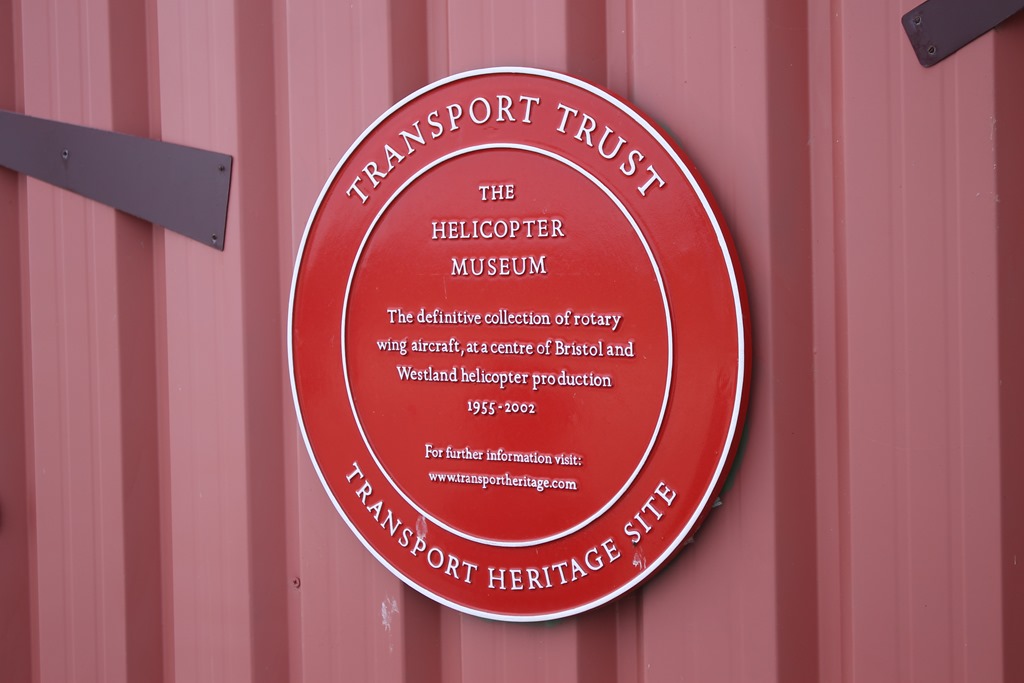 TRANSPORT TRUST
THE
HELICOPTER
MUSEUM
The definitive collection of rotary
wing aircraft, at a centre of Bristol and
Westland helicopter production
1955-2002
For further information visit:
www.transportheritage.com
TRANSPORT HERITAGE SITE